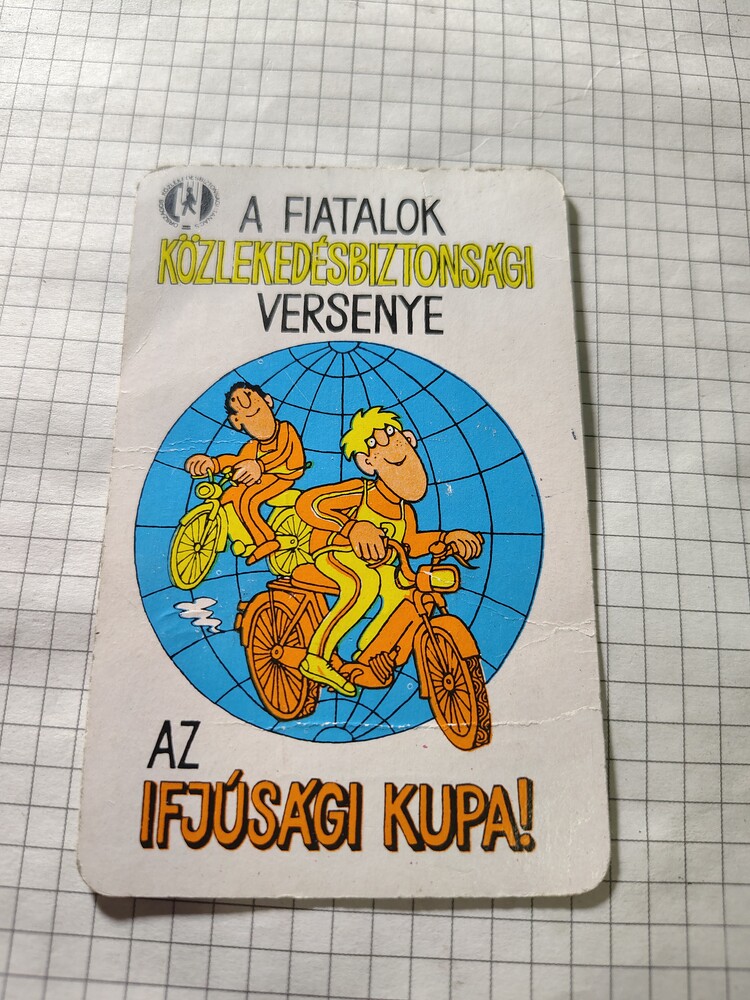 A FIATALOK
KÖZLEKEDÉSBIZTONSÁGI
VERSENYE
AZ
IFJÚSÁGI KUPA!